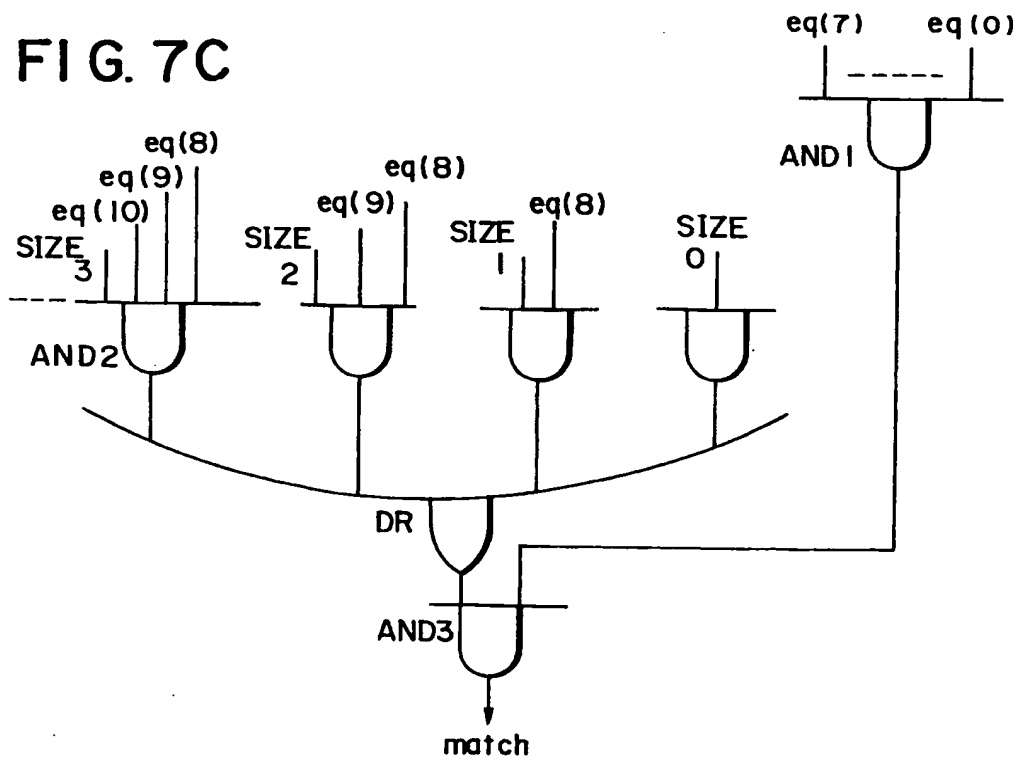 FIG. 7C
eq(7) eq(0)
AND1
eq(8)
eq(9)
eq(10)
SIZE 3
eq(8)
eq(9)
SIZE 2
eq(8)
SIZE 1
SIZE 0
AND2
DR
AND3
match